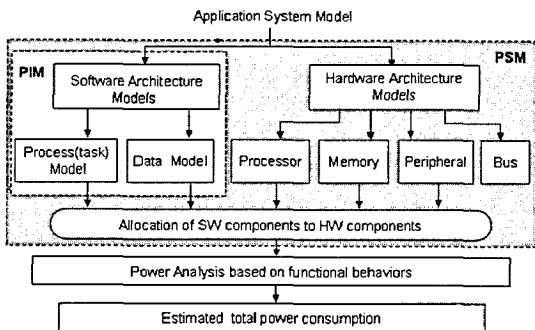 Application System Model
PIM
PSM
Software Architecture
Models
Hardware Architecture
Models
Process(task)
Model
Data Model
Processor
Memory
Peripheral
Bus
Allocation of SW components to HW components
Power Analysis based on functional behaviors
Estimated total power consumption